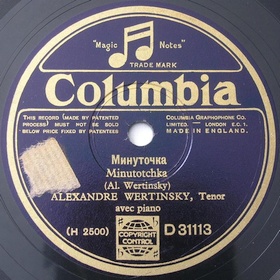 "Magic Notes"
TRADE MARK
Columbia
THIS RECORD (MADE BY PATENTED
PROCESS) MUST NOT BE SOLD
BELOW PRICE FIXED BY PATENTEES
COLUMBIA GRAPHOPHONE CO.
LIMITED. – LONDON E.C. 1.
MADE IN ENGLAND.
Минуточка
Minutotchka
(Al. Wertinsky)
ALEXANDRE WERTINSKY, Tenor
avec piano
(H 2500)
D 31113
COPYRIGHT
CONTROL